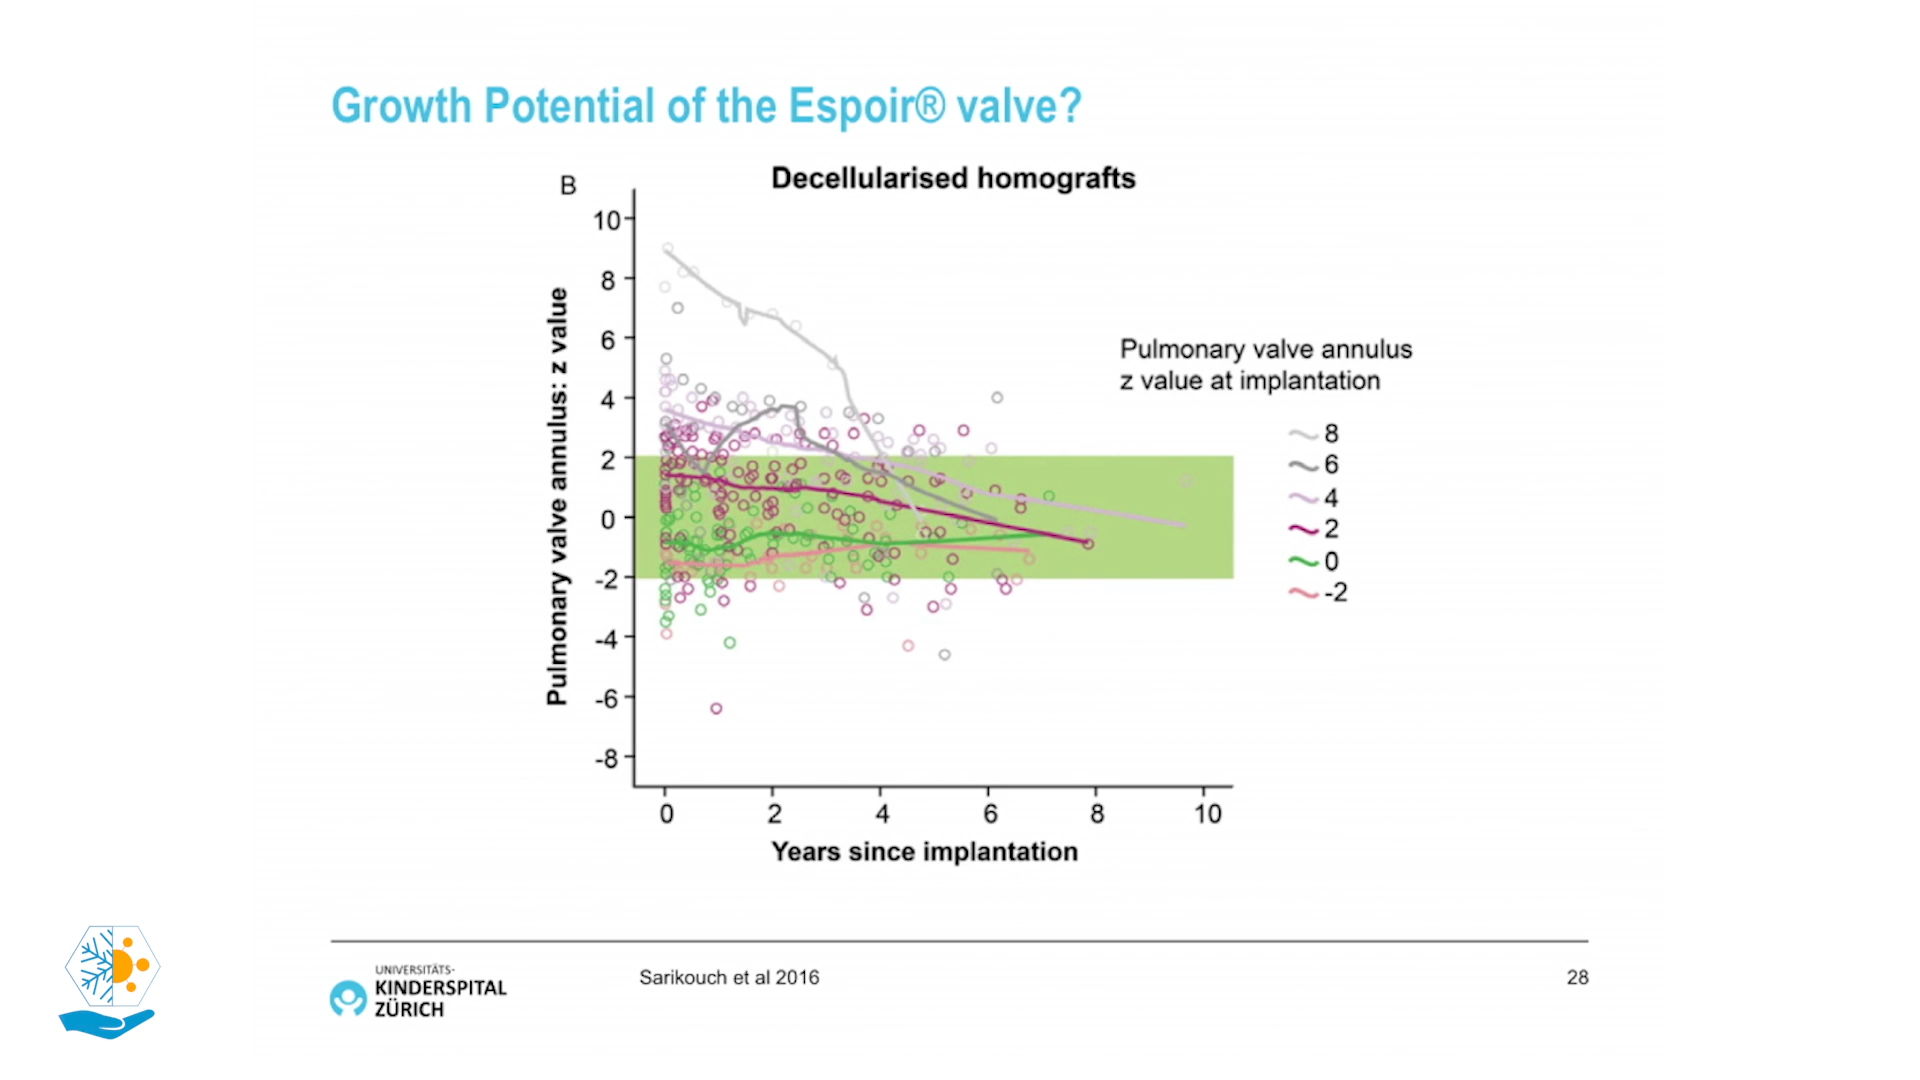 Growth Potential of the Espoir® valve?
B
Decellularised homografts
10
8
6
4
2
0
-2
-4
-6
-8
Pulmonary valve annulus: z value
0 2 4 6 8 10
Years since implantation
Pulmonary valve annulus
z value at implantation
8
6
4
2
0
-2
UNIVERSITÄTS-
KINDERSPITAL
ZÜRICH
Sarikouch et al 2016
28